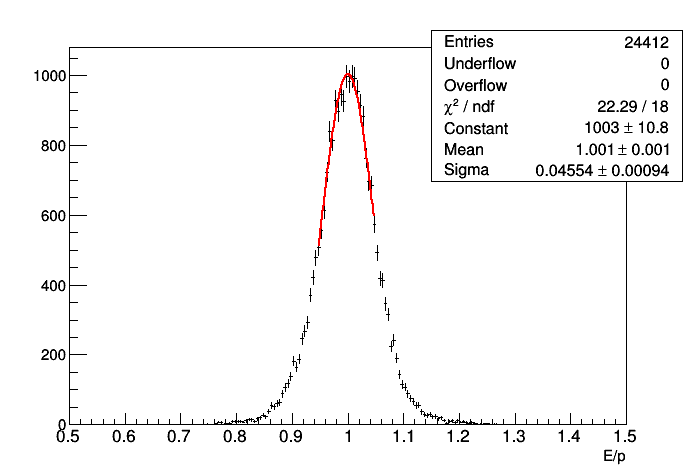 Entries 24412
Underflow 0
Overflow 0
χ² / ndf 22.29 / 18
Constant 1003 ± 10.8
Mean 1.001 ± 0.001
Sigma 0.04554 ± 0.00094
1000
800
600
400
200
0
0.5 0.6 0.7 0.8 0.9 1 1.1 1.2 1.3 1.4 1.5
E/p